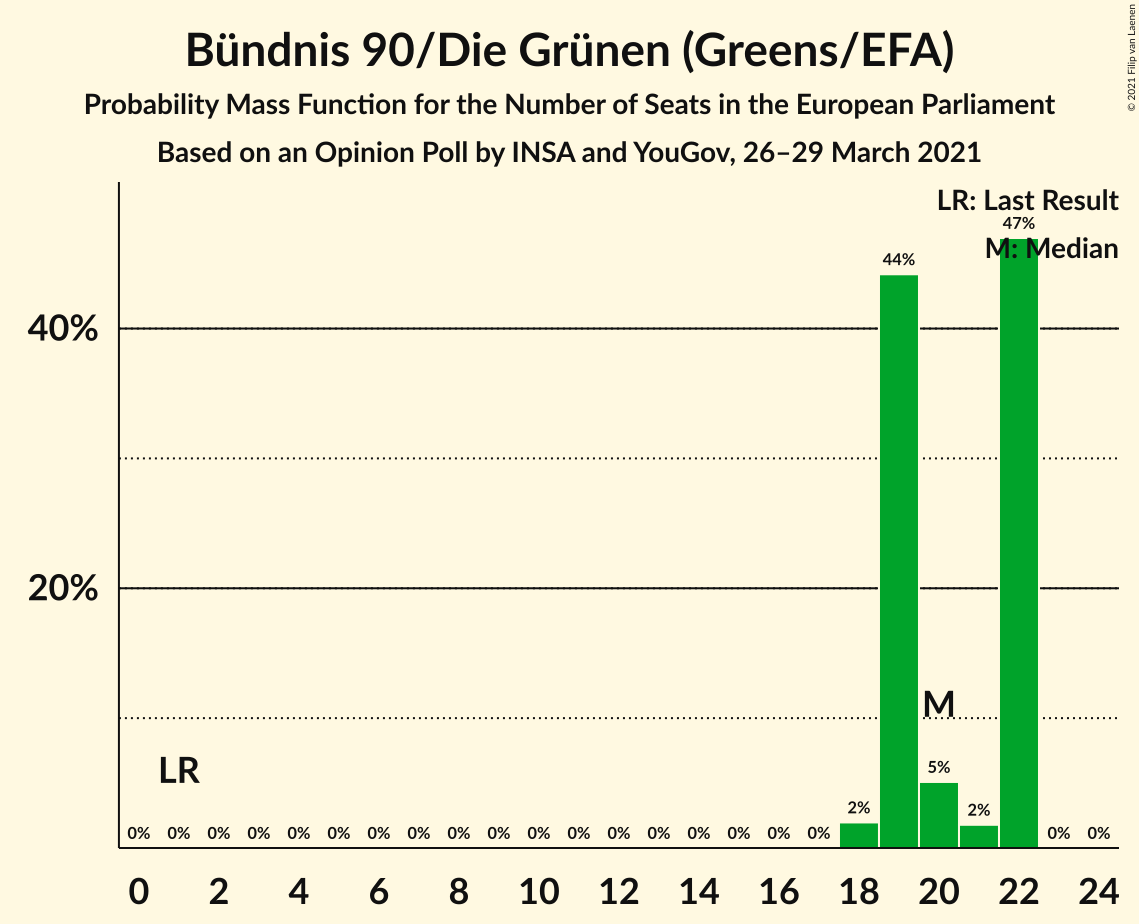 Bündnis 90/Die Grünen (Greens/EFA)
Probability Mass Function for the Number of Seats in the European Parliament
Based on an Opinion Poll by INSA and YouGov, 26–29 March 2021
© 2021 Filip van Laenen
LR: Last Result
M: Median
47%
44%
40%
20%
M
LR
5%
2%
2%
0% 0% 0% 0% 0% 0% 0% 0% 0% 0% 0% 0% 0% 0% 0% 0% 0% 0% 0% 0%
0 2 4 6 8 10 12 14 16 18 20 22 24